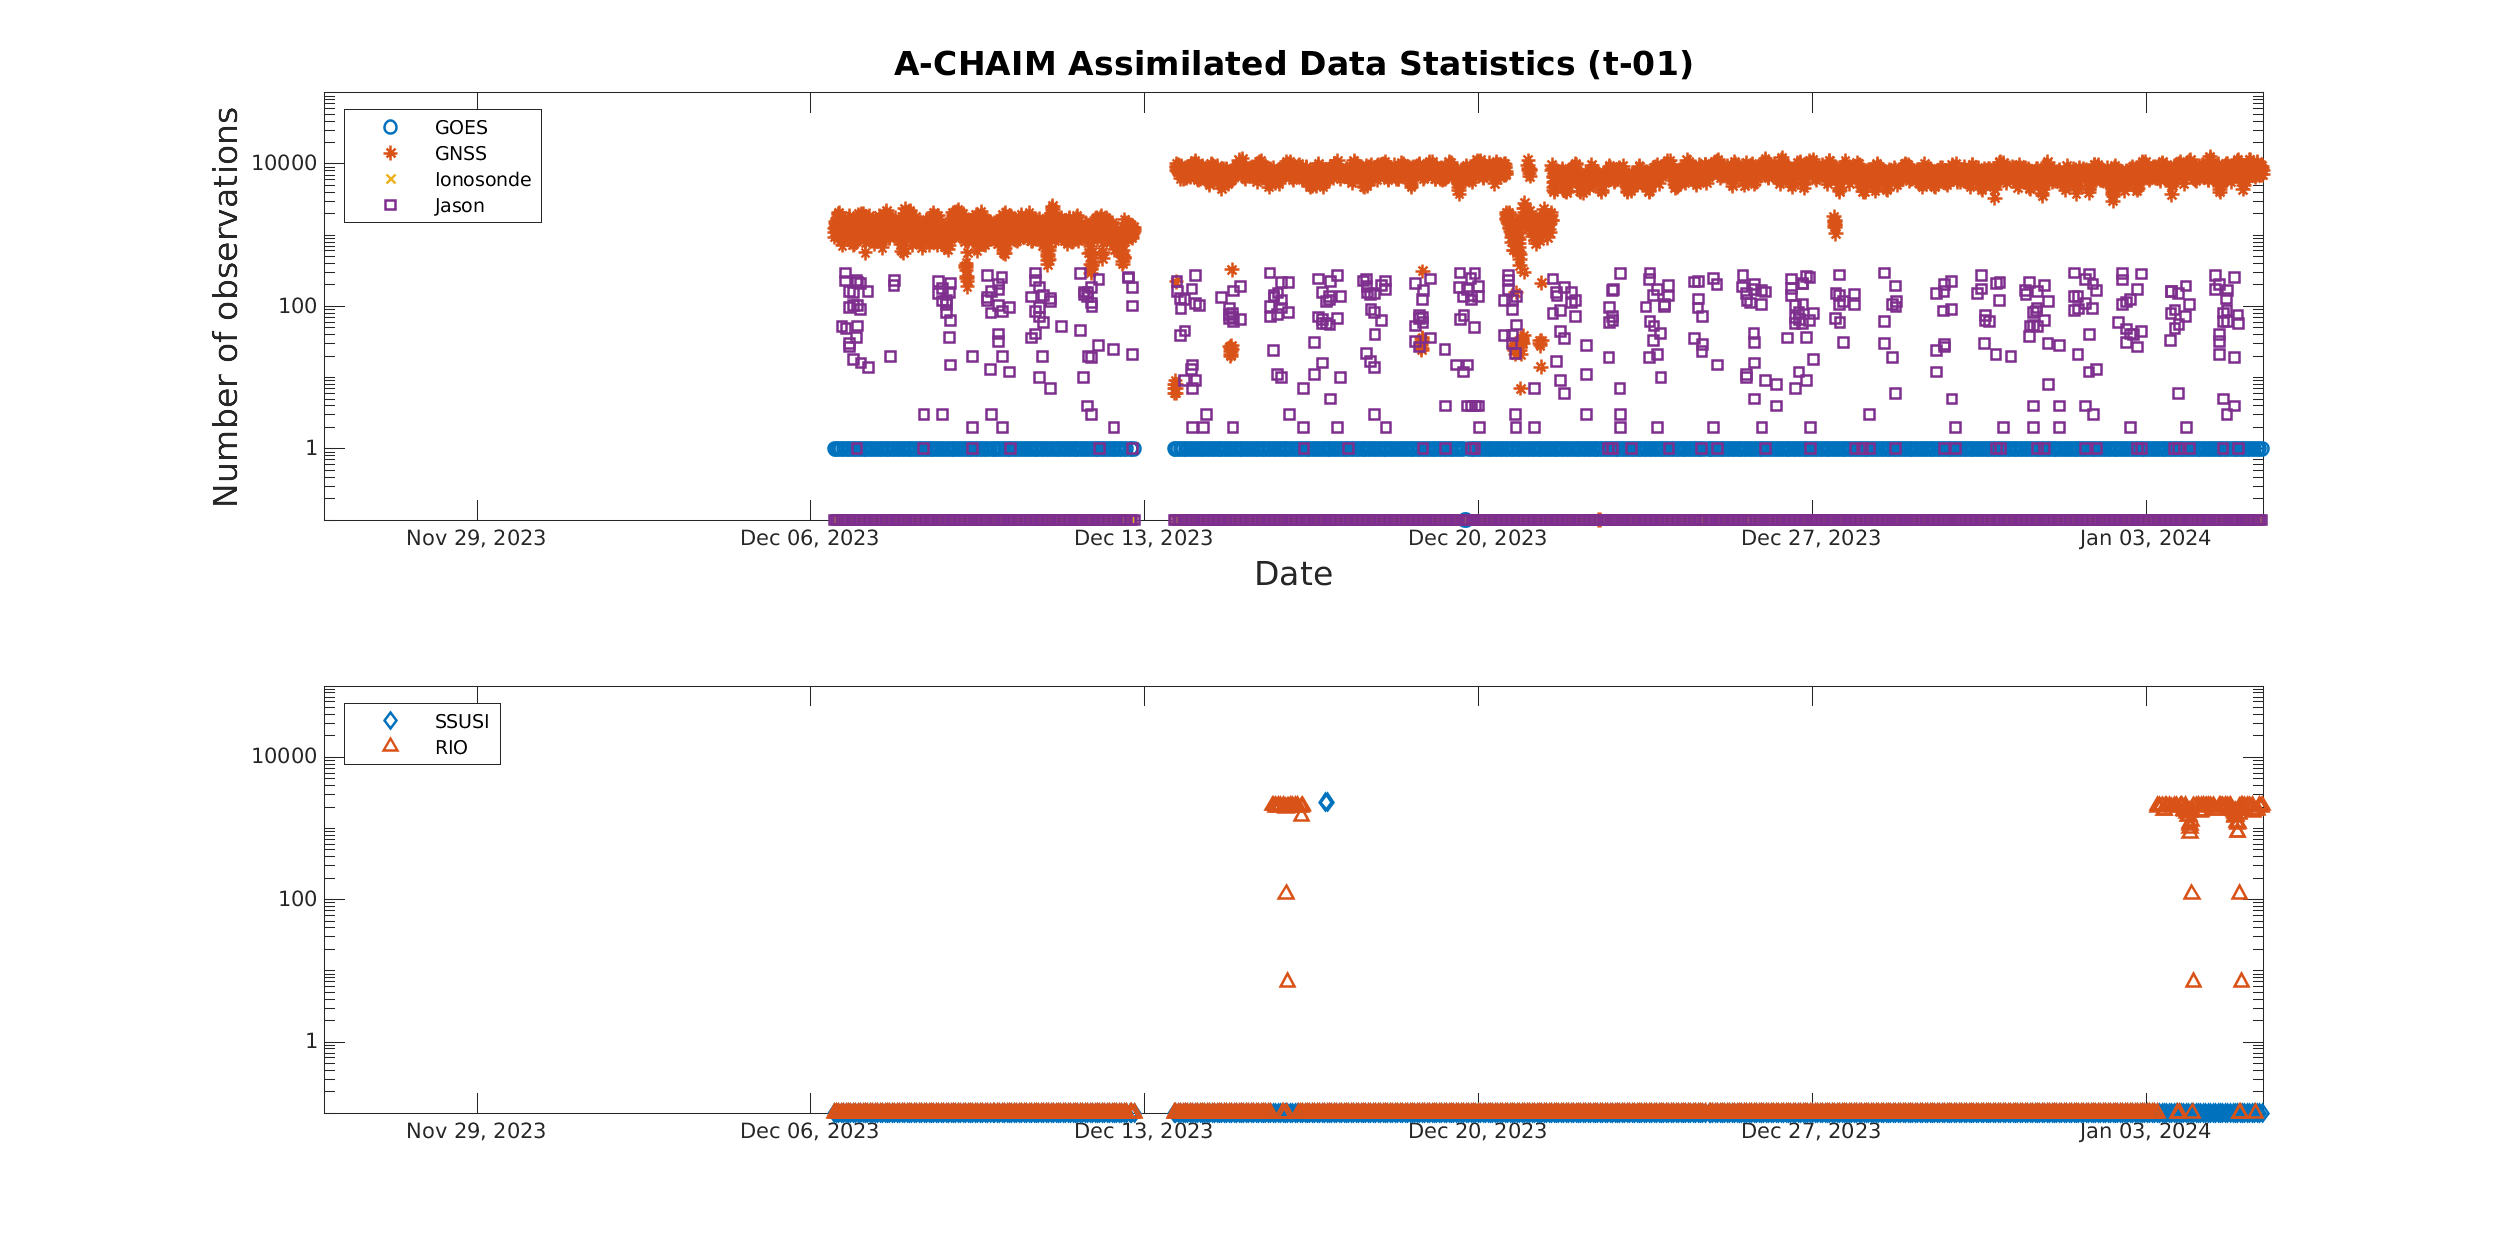 A-CHAIM Assimilated Data Statistics (t-01)
Number of observations
10000
100
1
GOES
GNSS
Ionosonde
Jason
Nov 29, 2023
Dec 06, 2023
Dec 13, 2023
Dec 20, 2023
Dec 27, 2023
Jan 03, 2024
Date
10000
100
1
SSUSI
RIO
Nov 29, 2023
Dec 06, 2023
Dec 13, 2023
Dec 20, 2023
Dec 27, 2023
Jan 03, 2024